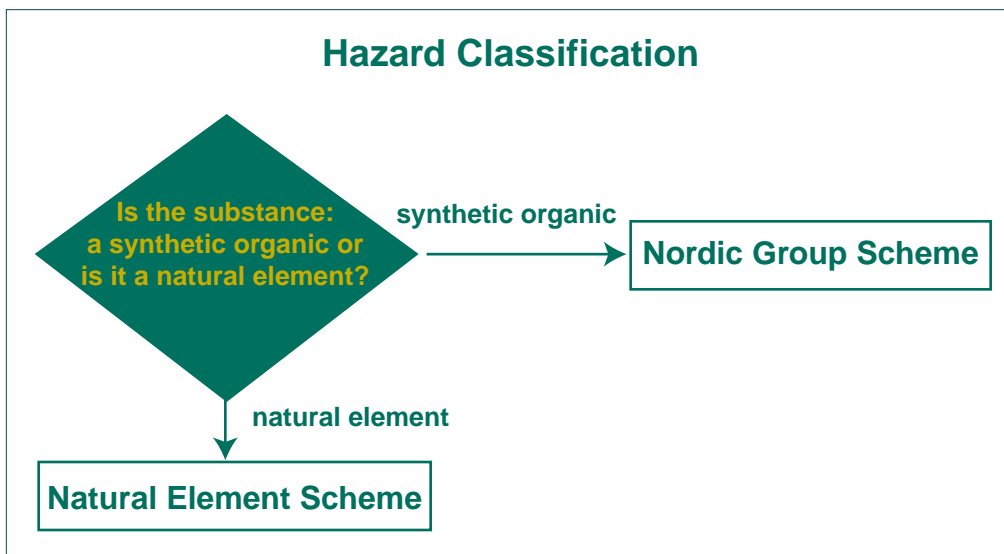 Hazard Classification
Is the substance:
a synthetic organic or
is it a natural element?
synthetic organic
Nordic Group Scheme
natural element
Natural Element Scheme